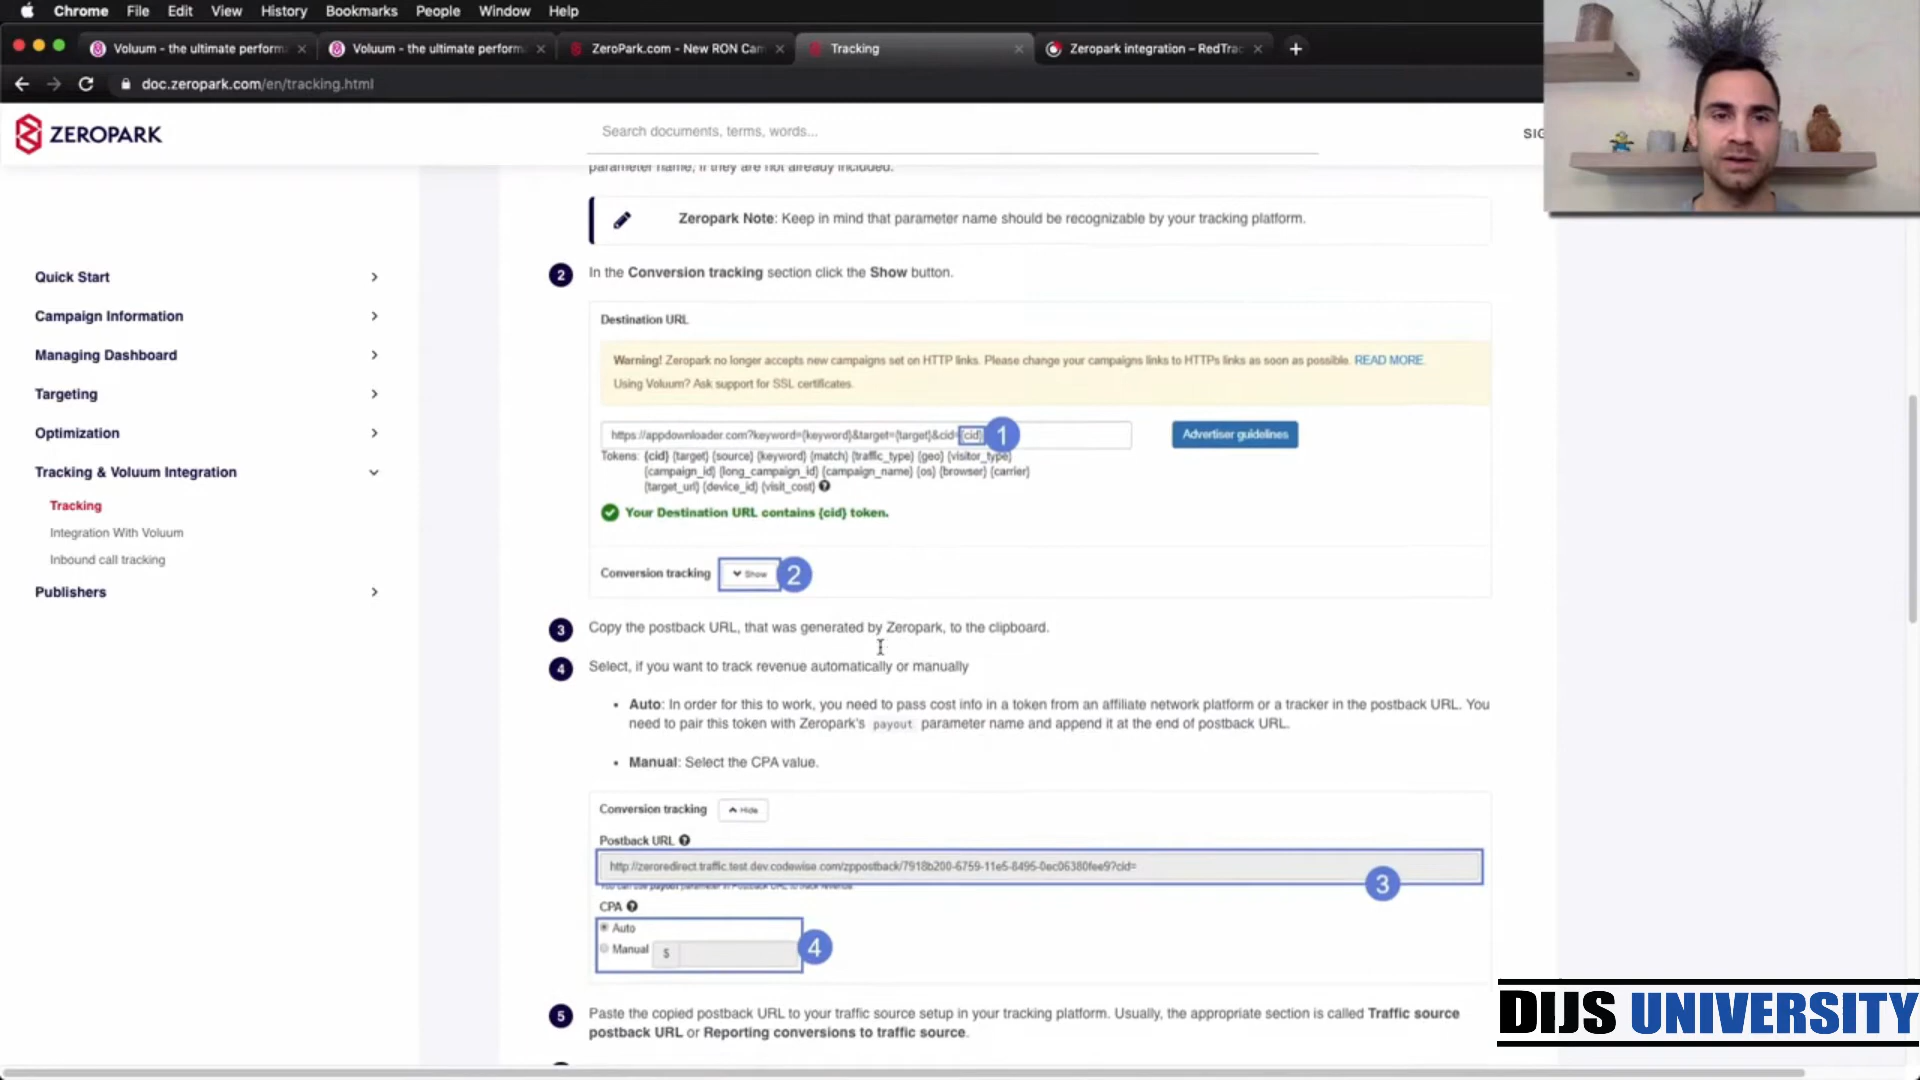 Chrome File Edit View History Bookmarks People Window Help
Voluum - the ultimate perform
Voluum - the ultimate perform
ZeroPark.com - New RON Cam
Tracking
Zeropark integration – RedTrac
doc.zeropark.com/en/tracking.html
ZEROPARK
Search documents, terms, words...
SIG
parameter name, if they are not already included.
Zeropark Note: Keep in mind that parameter name should be recognizable by your tracking platform.
Quick Start
Campaign Information
Managing Dashboard
Targeting
Optimization
Tracking & Voluum Integration
Tracking
Integration With Voluum
Inbound call tracking
Publishers
2 In the Conversion tracking section click the Show button.
Destination URL
Warning! Zeropark no longer accepts new campaigns set on HTTP links. Please change your campaigns links to HTTPs links as soon as possible. READ MORE.
Using Voluum? Ask support for SSL certificates.
https://appdownloader.com?keyword={keyword}&target={target}&cid={cid} 1
Advertiser guidelines
Tokens: {cid} {target} {source} {keyword} {match} {traffic_type} {geo} {visitor_type}
{campaign_id} {long_campaign_id} {campaign_name} {os} {browser} {carrier}
{target_url} {device_id} {visit_cost}
Your Destination URL contains {cid} token.
Conversion tracking Show 2
3 Copy the postback URL, that was generated by Zeropark, to the clipboard.
4 Select, if you want to track revenue automatically or manually
• Auto: In order for this to work, you need to pass cost info in a token from an affiliate network platform or a tracker in the postback URL. You
need to pair this token with Zeropark's payout parameter name and append it at the end of postback URL.
• Manual: Select the CPA value.
Conversion tracking Hide
Postback URL
http://zeroredirect.traffic.test.dev.codewise.com/zppostback/7918b200-6759-11e5-8495-0ec06380fee9?cid=
3
You can use payout parameter in Postback URL to track revenue
CPA
Auto
Manual $
4
5 Paste the copied postback URL to your traffic source setup in your tracking platform. Usually, the appropriate section is called Traffic source
postback URL or Reporting conversions to traffic source.
DIJS UNIVERSITY